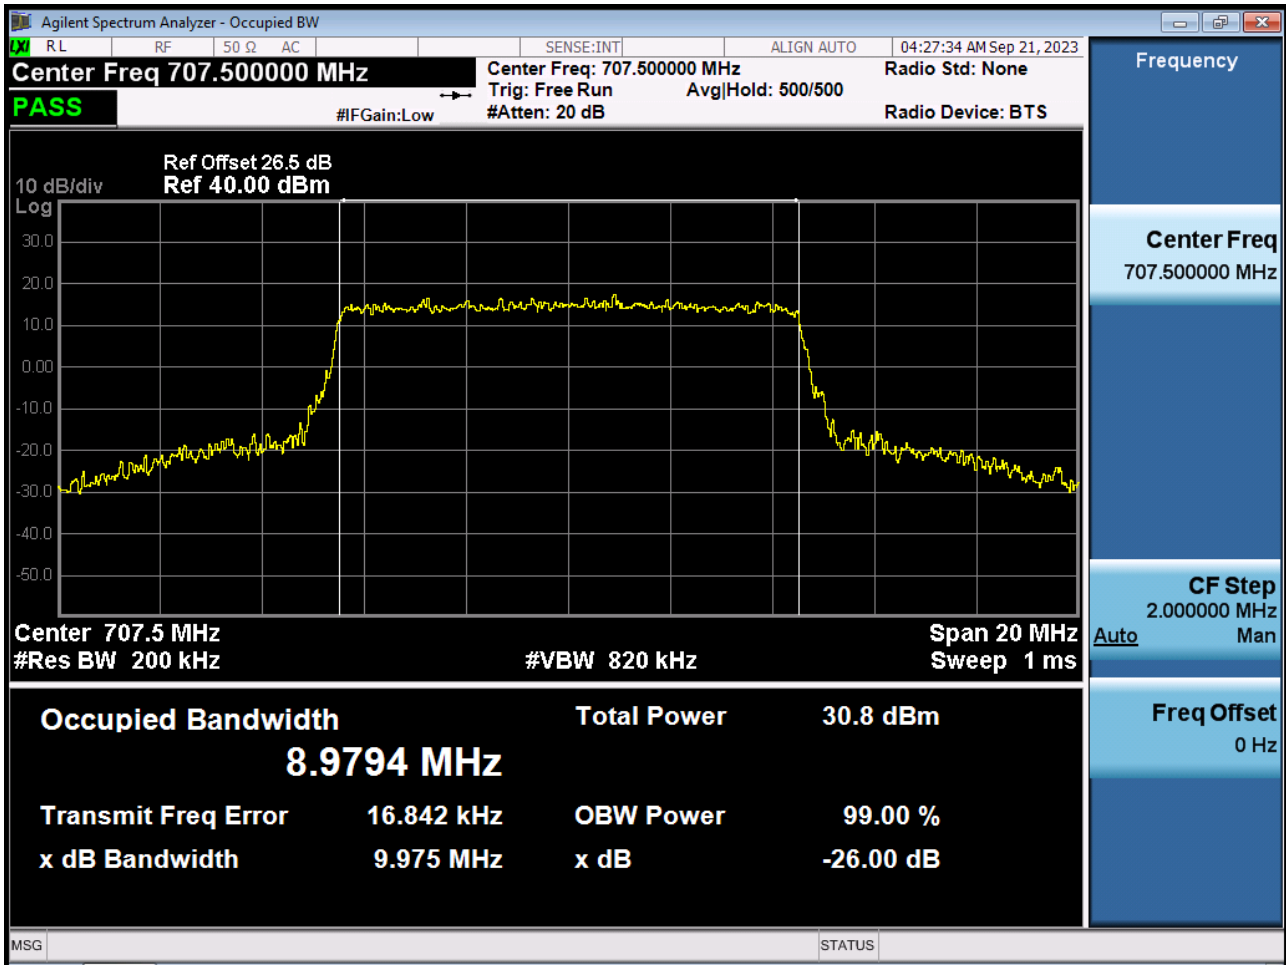 Agilent Spectrum Analyzer - Occupied BW
LXI RL RF 50 Ω AC SENSE:INT ALIGN AUTO 04:27:34 AM Sep 21, 2023
Center Freq 707.500000 MHz
Center Freq: 707.500000 MHz
Radio Std: None
Trig: Free Run Avg|Hold: 500/500
PASS
#IFGain:Low
#Atten: 20 dB
Radio Device: BTS
Ref Offset 26.5 dB
10 dB/div Ref 40.00 dBm
Log
30.0
20.0
10.0
0.00
-10.0
-20.0
-30.0
-40.0
-50.0
Center 707.5 MHz Span 20 MHz
#Res BW 200 kHz #VBW 820 kHz Sweep 1 ms
Occupied Bandwidth Total Power 30.8 dBm
8.9794 MHz
Transmit Freq Error 16.842 kHz OBW Power 99.00 %
x dB Bandwidth 9.975 MHz x dB -26.00 dB
Frequency
Center Freq
707.500000 MHz
CF Step
2.000000 MHz
Auto Man
Freq Offset
0 Hz
MSG STATUS